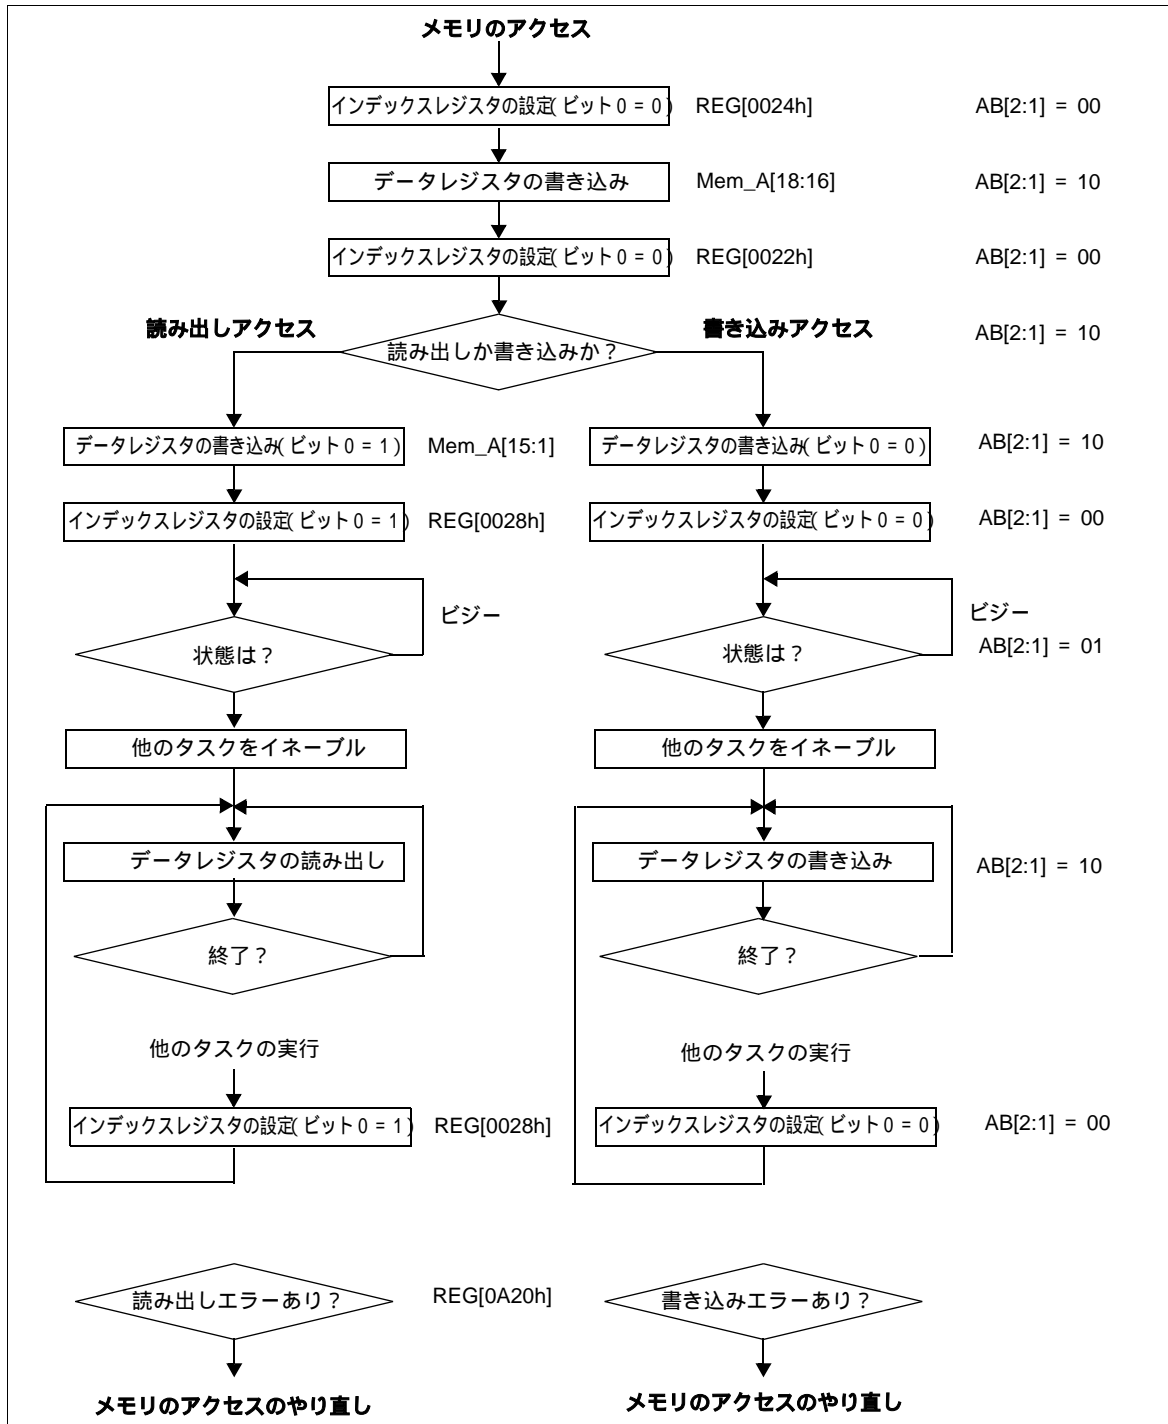 メモリのアクセス
インデックスレジスタの設定(ビット0 = 0) REG[0024h] AB[2:1] = 00
データレジスタの書き込み Mem_A[18:16] AB[2:1] = 10
インデックスレジスタの設定(ビット0 = 0) REG[0022h] AB[2:1] = 00
読み出しアクセス 書き込みアクセス AB[2:1] = 10
読み出しか書き込みか？
データレジスタの書き込み(ビット0 = 1) Mem_A[15:1] データレジスタの書き込み(ビット0 = 0) AB[2:1] = 10
インデックスレジスタの設定(ビット0 = 1) REG[0028h] インデックスレジスタの設定(ビット0 = 0) AB[2:1] = 00
ビジー ビジー
状態は？ 状態は？ AB[2:1] = 01
他のタスクをイネーブル 他のタスクをイネーブル
データレジスタの読み出し データレジスタの書き込み AB[2:1] = 10
終了？ 終了？
他のタスクの実行 他のタスクの実行
インデックスレジスタの設定(ビット0 = 1) REG[0028h] インデックスレジスタの設定(ビット0 = 0) AB[2:1] = 00
読み出しエラーあり？ REG[0A20h] 書き込みエラーあり？
メモリのアクセスのやり直し メモリのアクセスのやり直し